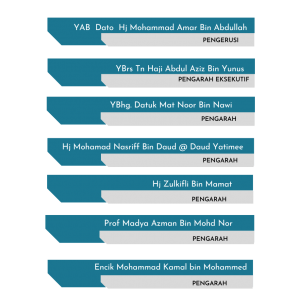 YAB Dato Hj Mohammad Amar Bin Abdullah
PENGERUSI
YBrs Tn Haji Abdul Aziz Bin Yunus
PENGARAH EKSEKUTIF
YBhg. Datuk Mat Noor Bin Nawi
PENGARAH
Hj Mohamad Nasriff Bin Daud @ Daud Yatimee
PENGARAH
Hj Zulkifli Bin Mamat
PENGARAH
Prof Madya Azman Bin Mohd Nor
PENGARAH
Encik Mohammad Kamal bin Mohammed
PENGARAH